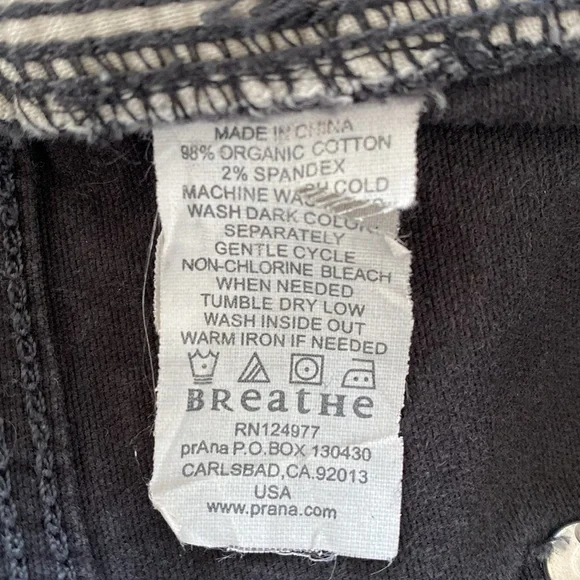 MADE IN CHINA
98% ORGANIC COTTON
2% SPANDEX
MACHINE WASH COLD
WASH DARK COLORS
SEPARATELY
GENTLE CYCLE
NON-CHLORINE BLEACH
WHEN NEEDED
TUMBLE DRY LOW
WASH INSIDE OUT
WARM IRON IF NEEDED
BReatHe
RN124977
prAna P.O.BOX 130430
CARLSBAD,CA.92013
USA
www.prana.com